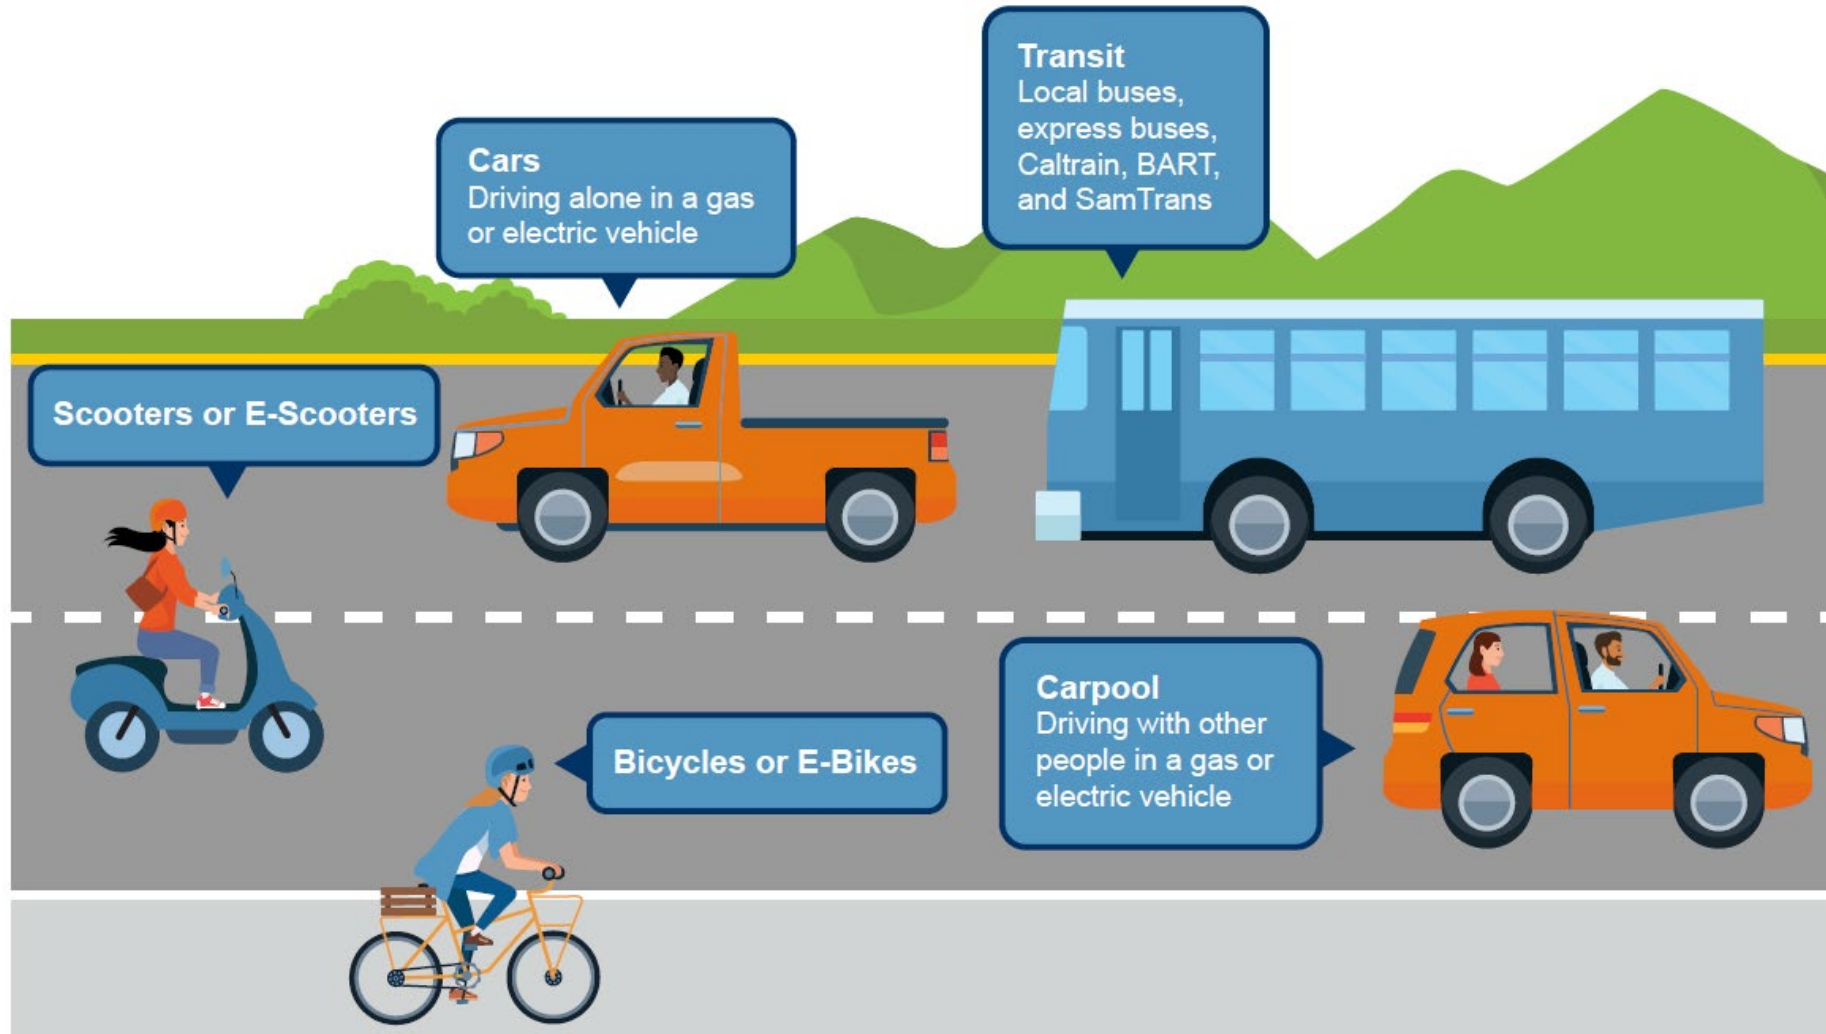 Transit
Local buses,
express buses,
Caltrain, BART,
and SamTrans
Cars
Driving alone in a gas
or electric vehicle
Scooters or E-Scooters
Carpool
Driving with other
people in a gas or
electric vehicle
Bicycles or E-Bikes